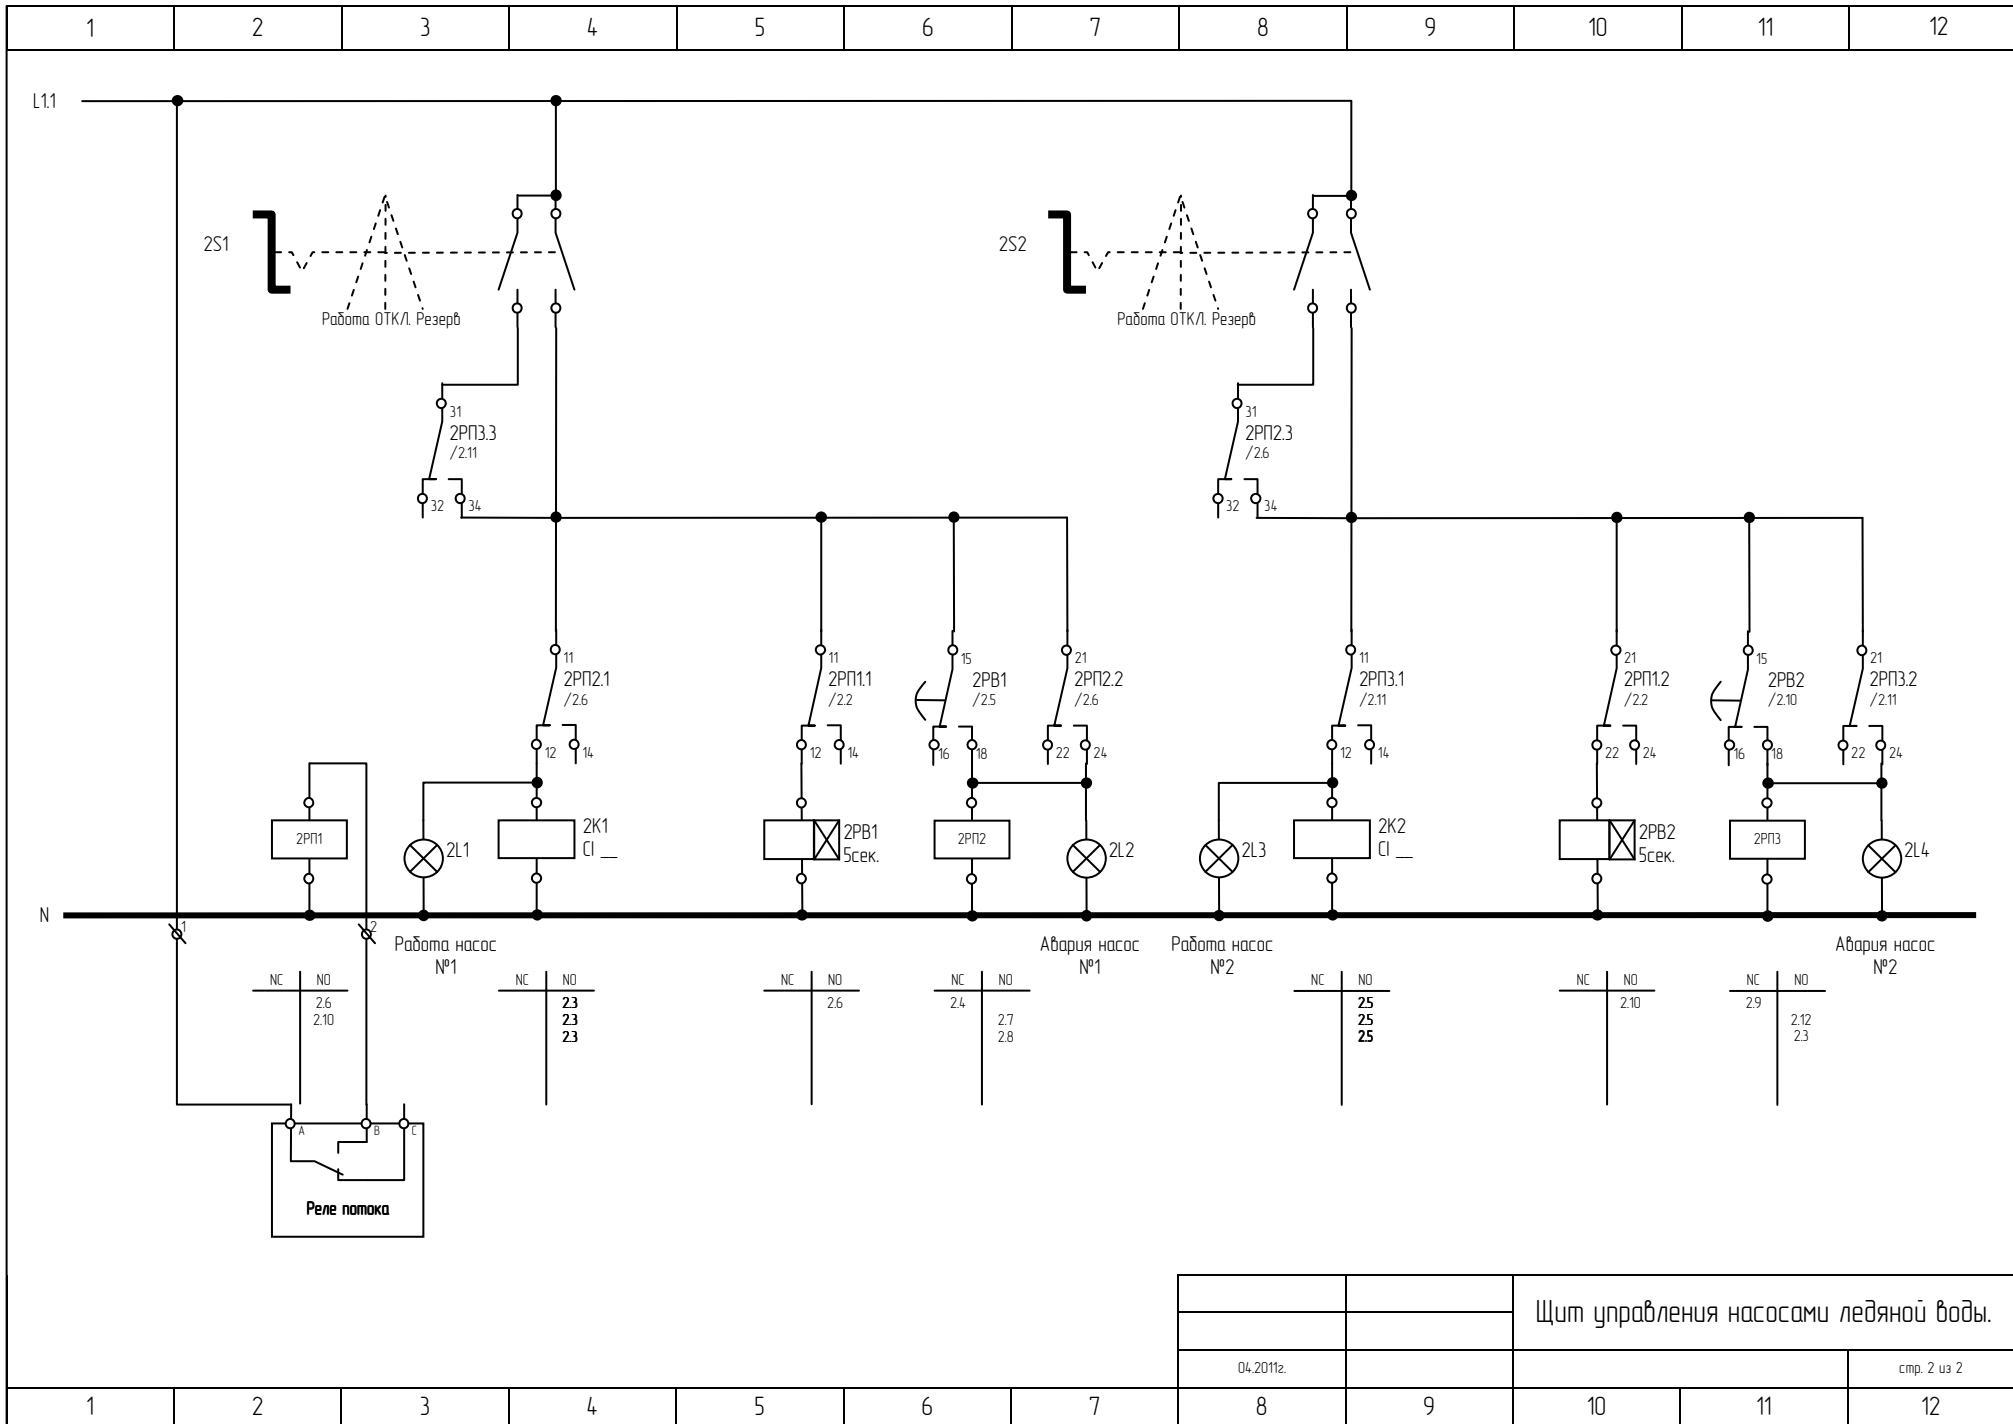 1 2 3 4 5 6 7 8 9 10 11 12
L1.1
2S1
Работа ОТКЛ. Резерв
2S2
Работа ОТКЛ. Резерв
31
2РП3.3
/2.11
32 34
31
2РП2.3
/2.6
32 34
11
2РП2.1
/2.6
12 14
11
2РП1.1
/2.2
12 14
15
2РВ1
/2.5
16 18
21
2РП2.2
/2.6
22 24
11
2РП3.1
/2.11
12 14
21
2РП1.2
/2.2
22 24
15
2РВ2
/2.10
16 18
21
2РП3.2
/2.11
22 24
2РП1
2L1
2К1
CI __
2РВ1
5сек.
2РП2
2L2
2L3
2К2
CI __
2РВ2
5сек.
2РП3
2L4
N
1
2
Работа насос
№1
Авария насос
№1
Работа насос
№2
Авария насос
№2
NC NO
2.6
2.10
NC NO
2.3
2.3
2.3
NC NO
2.6
NC NO
2.4
2.7
2.8
NC NO
2.5
2.5
2.5
NC NO
2.10
NC NO
2.9
2.12
2.3
A B C
Реле потока
Щит управления насосами ледяной воды.
04.2011г.
стр. 2 из 2
1 2 3 4 5 6 7 8 9 10 11 12